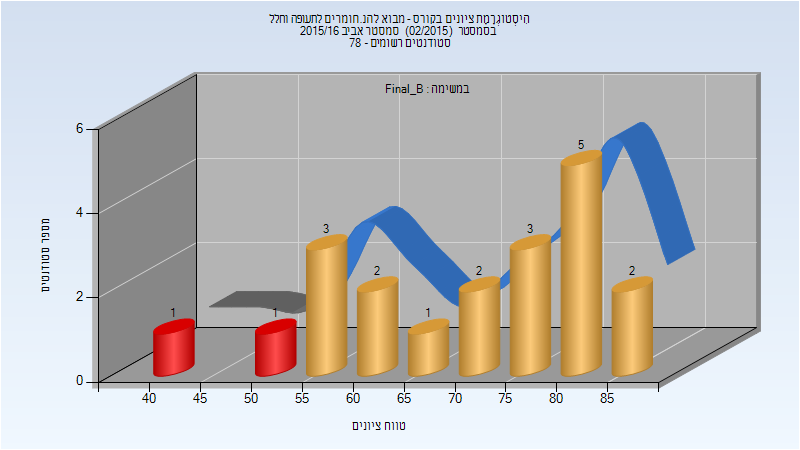 היסטוגרמת ציונים בקורס - מבוא להנ.חומרים לתעופה וחלל
בסמסטר (02/2015) סמסטר אביב 2015/16
סטודנטים רשומים - 78
במשימה : Final_B
מספר סטודנטים
6
4
2
0
1
1
3
2
1
2
3
5
2
40 45 50 55 60 65 70 75 80 85
טווח ציונים